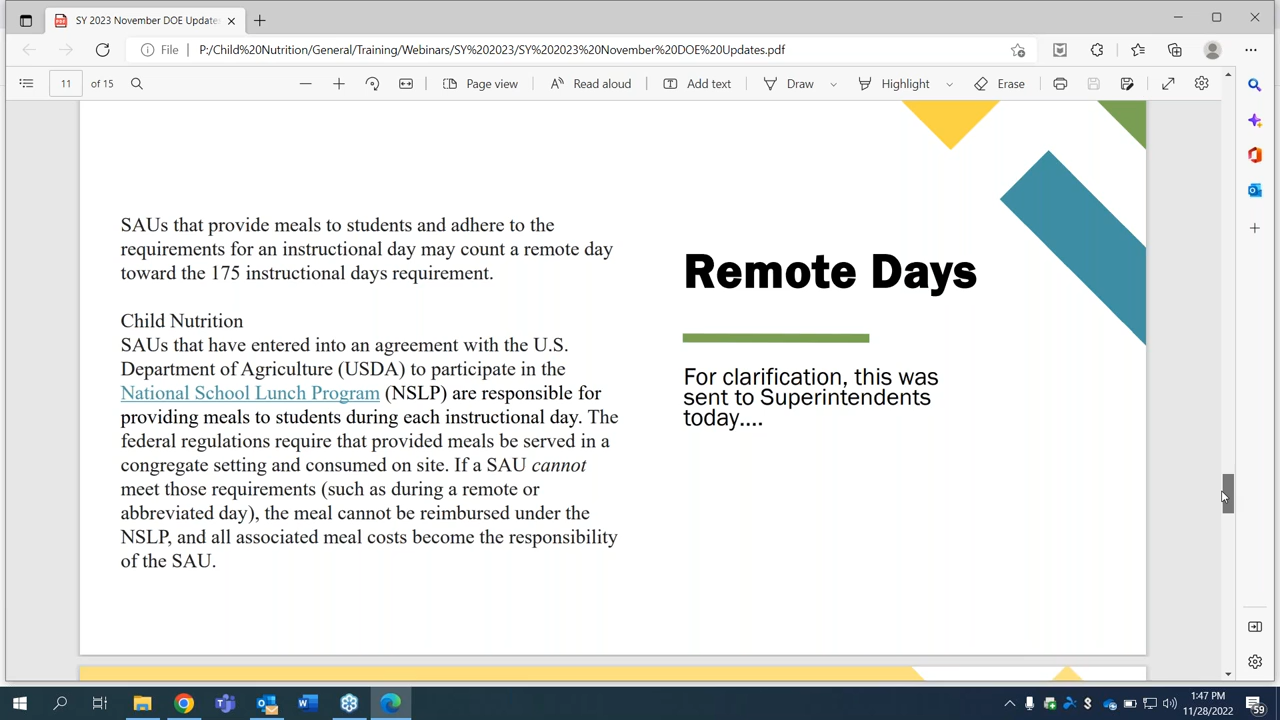 SY 2023 November DOE Updates
File
P:/Child%20Nutrition/General/Training/Webinars/SY%202023/SY%202023%20November%20DOE%20Updates.pdf
11
of 15
Page view
Read aloud
Add text
Draw
Highlight
Erase
SAUs that provide meals to students and adhere to the
requirements for an instructional day may count a remote day
toward the 175 instructional days requirement.
Child Nutrition
SAUs that have entered into an agreement with the U.S.
Department of Agriculture (USDA) to participate in the
National School Lunch Program (NSLP) are responsible for
providing meals to students during each instructional day. The
federal regulations require that provided meals be served in a
congregate setting and consumed on site. If a SAU cannot
meet those requirements (such as during a remote or
abbreviated day), the meal cannot be reimbursed under the
NSLP, and all associated meal costs become the responsibility
of the SAU.
Remote Days
For clarification, this was
sent to Superintendents
today....
1:47 PM
11/28/2022
59